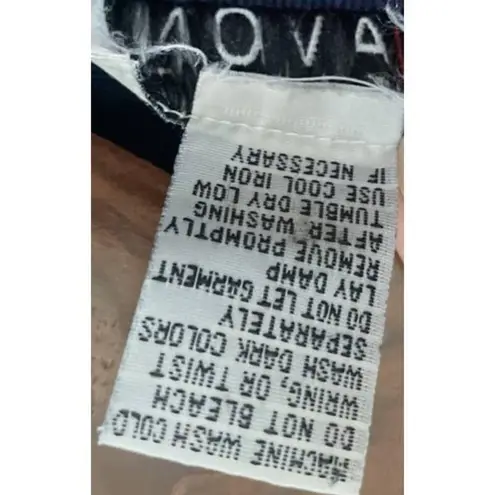 NOVA
MACHINE WASH COLD
DO NOT BLEACH
WRING, OR TWIST
WASH DARK COLORS
SEPARATELY
DO NOT LET GARMENT
LAY DAMP
REMOVE PROMPTLY
AFTER WASHING
TUMBLE DRY LOW
USE COOL IRON
IF NECESSARY